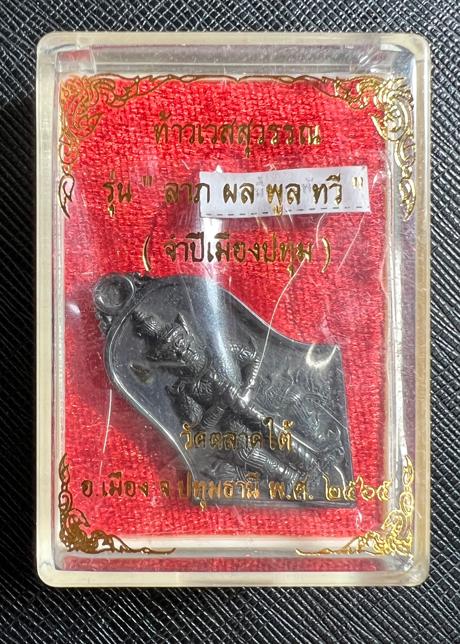 ท้าวเวสสุวรรณ
รุ่น " ลาภ ผล พูล ทวี "
( จำปีเมืองปทุม )
วัดตลาดใต้
อ.เมือง จ.ปทุมธานี พ.ศ. ๒๕๖๕